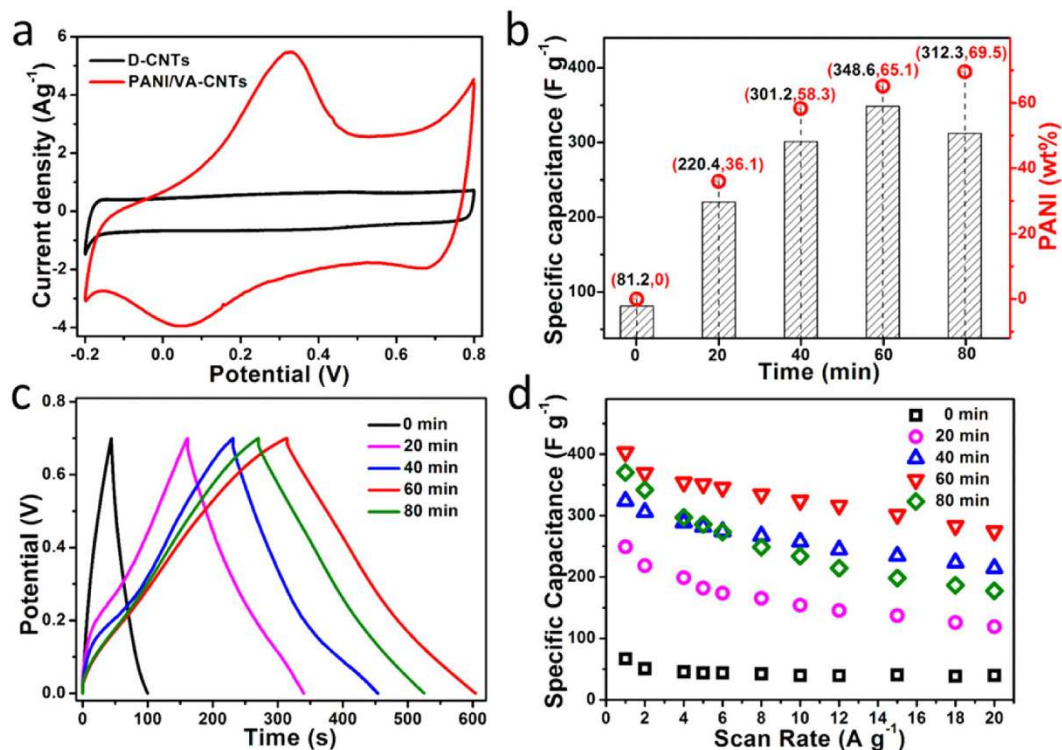 a
D-CNTs
PANI/VA-CNTs
Current density (Ag-1)
6
4
2
0
-2
-4
-0.2 0.0 0.2 0.4 0.6 0.8
Potential (V)
b
Specific capacitance (F g-1)
400
300
200
100
(81.2,0)
(220.4,36.1)
(301.2,58.3)
(348.6,65.1)
(312.3,69.5)
60
40
20
0
PANI (wt%)
0 20 40 60 80
Time (min)
c
Potential (V)
0.8
0.6
0.4
0.2
0.0
0 min
20 min
40 min
60 min
80 min
0 100 200 300 400 500 600
Time (s)
d
Specific Capacitance (F g-1)
400
300
200
100
0
0 min
20 min
40 min
60 min
80 min
0 2 4 6 8 10 12 14 16 18 20
Scan Rate (A g-1)